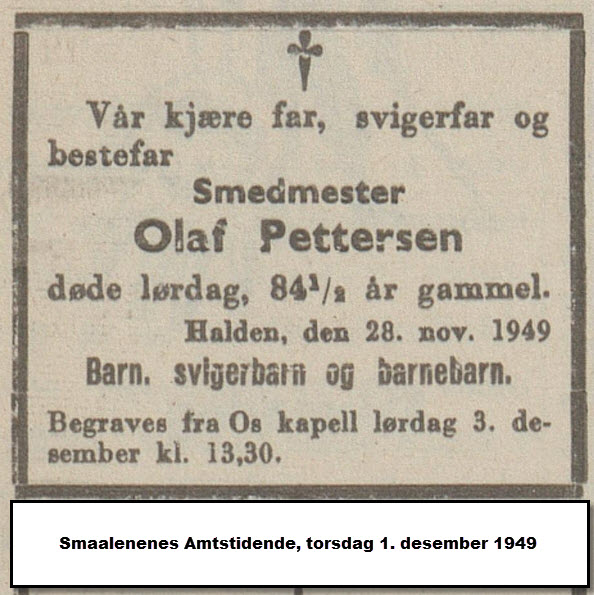 Vår kjære far, svigerfar og
bestefar
Smedmester
Olaf Pettersen
døde lørdag, 84 1/2 år gammel.
Halden, den 28. nov. 1949
Barn. svigerbarn og barnebarn.
Begraves fra Os kapell lørdag 3. de-
sember kl. 13,30.
Smaalenenes Amtstidende, torsdag 1. desember 1949